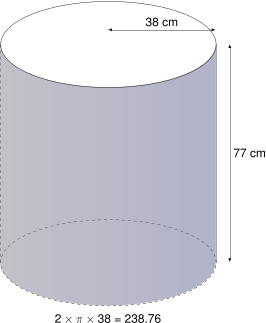 38 cm
77 cm
2 × π × 38 = 238.76